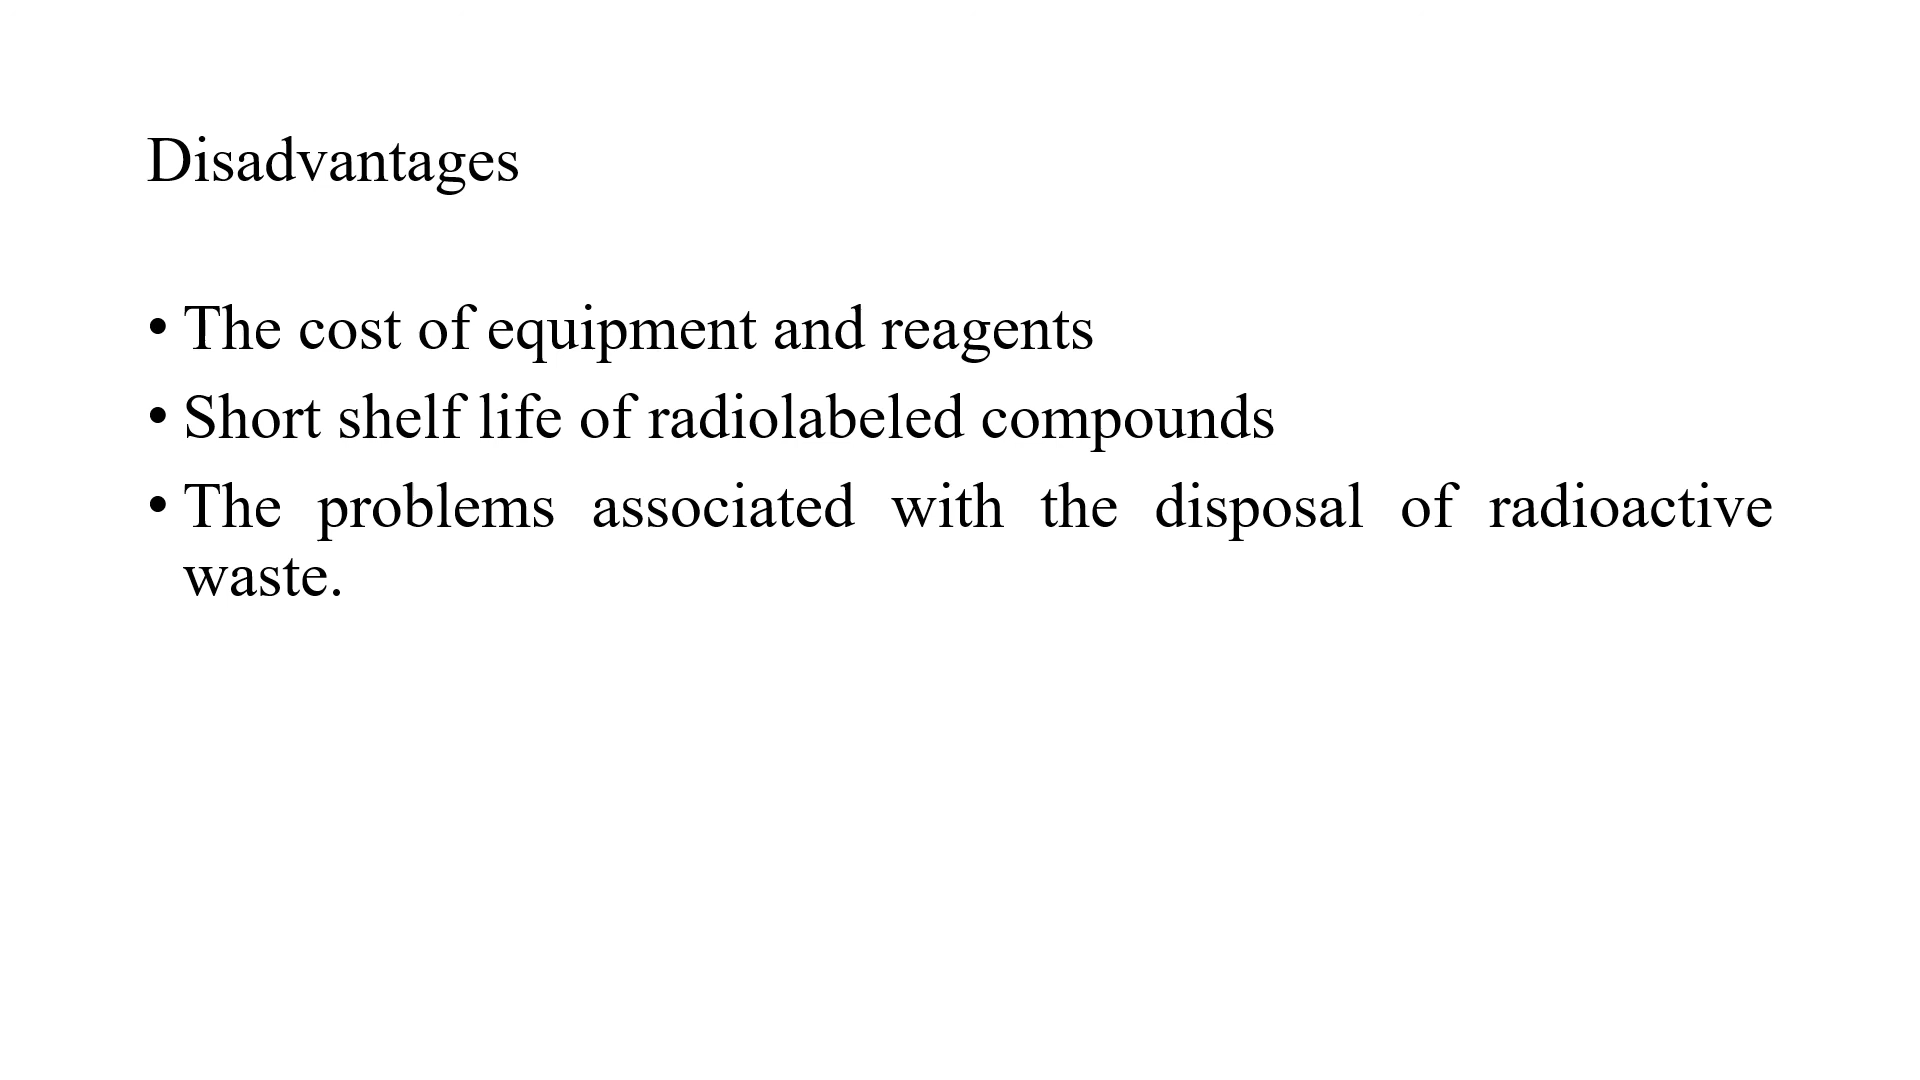 Disadvantages
• The cost of equipment and reagents
• Short shelf life of radiolabeled compounds
• The problems associated with the disposal of radioactive
waste.